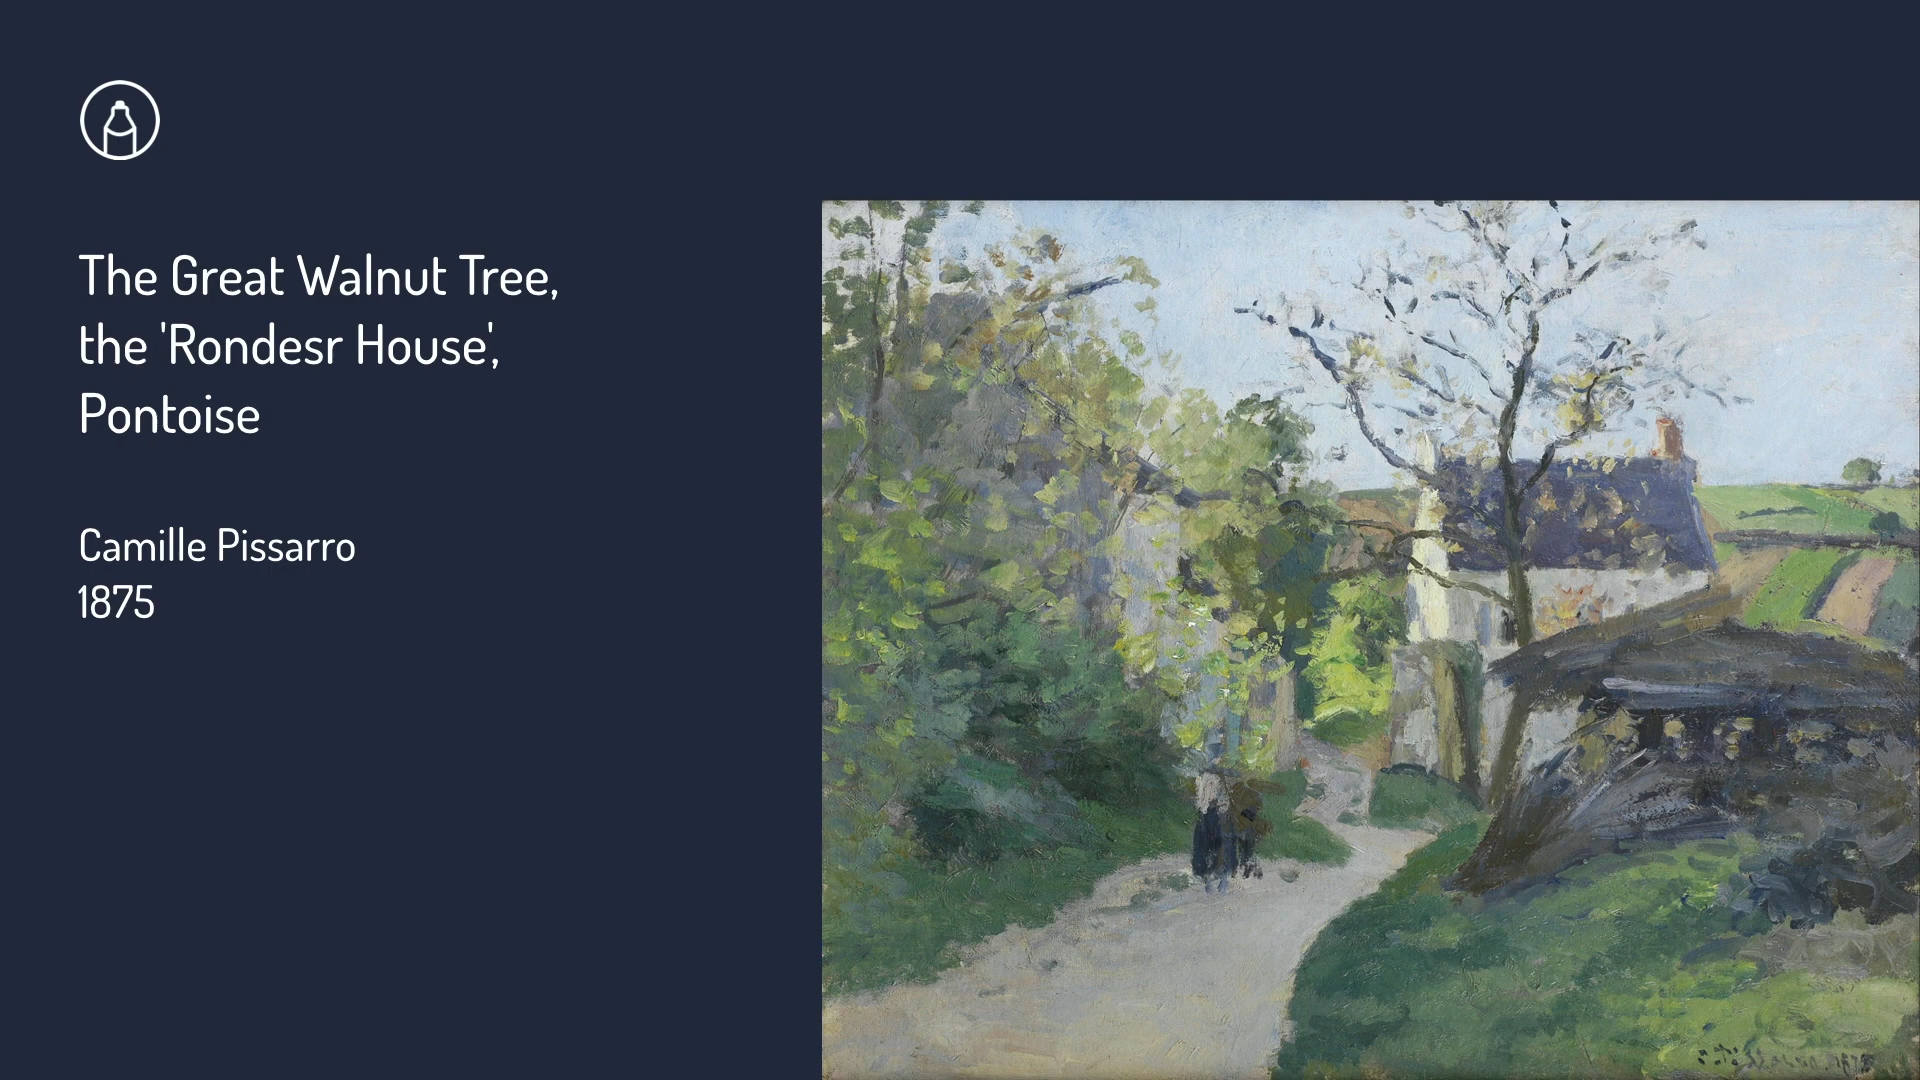 The Great Walnut Tree,
the 'Rondesr House',
Pontoise
Camille Pissarro
1875